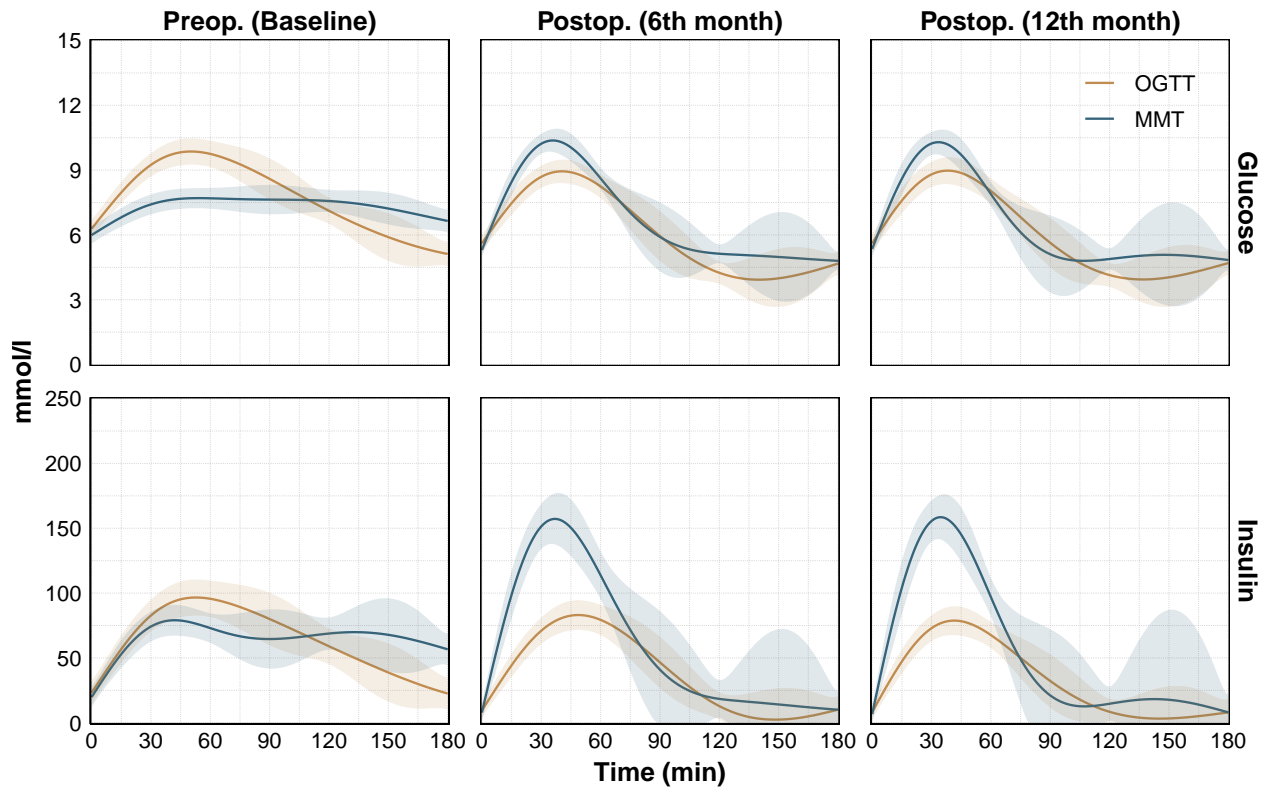 Preop. (Baseline)
Postop. (6th month)
Postop. (12th month)
15
12
9
6
3
0
OGTT
MMT
Glucose
mmol/l
250
200
150
100
50
0
Insulin
0 30 60 90 120 150 180
0 30 60 90 120 150 180
0 30 60 90 120 150 180
Time (min)